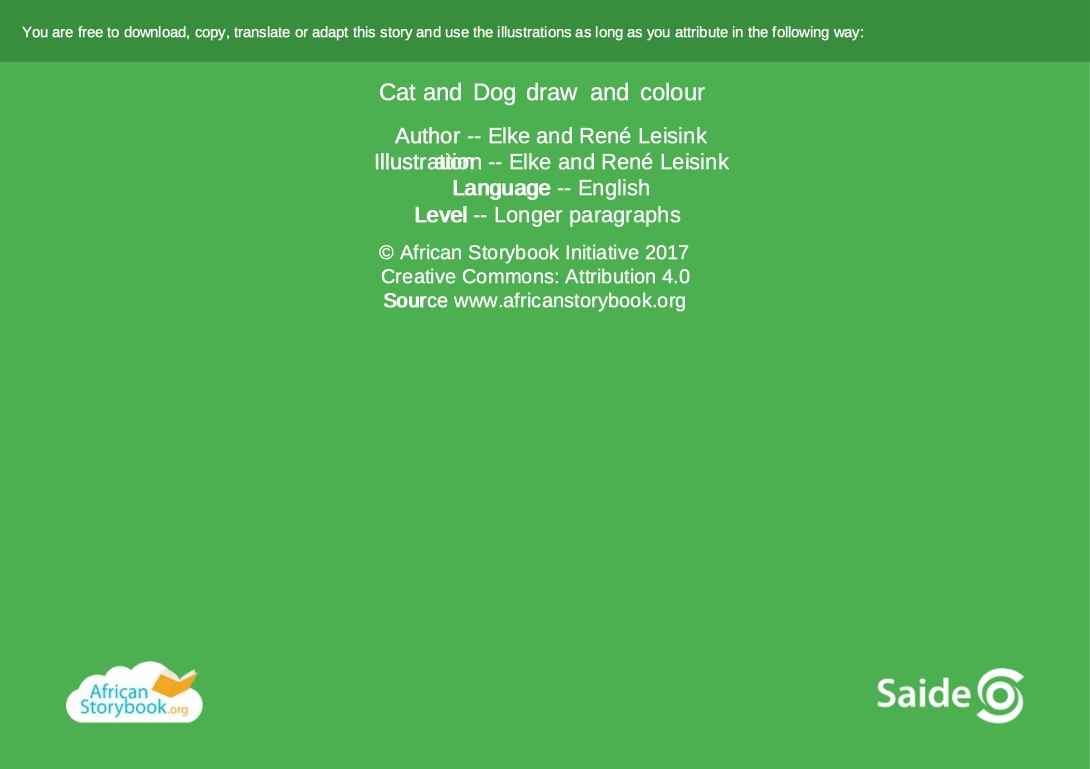 You are free to download, copy, translate or adapt this story and use the illustrations as long as you attribute in the following way:
Cat and Dog draw and colour
Author -- Elke and René Leisink
Illustration -- Elke and René Leisink
Language -- English
Level -- Longer paragraphs
© African Storybook Initiative 2017
Creative Commons: Attribution 4.0
Source www.africanstorybook.org
African
Storybook.org
Saide